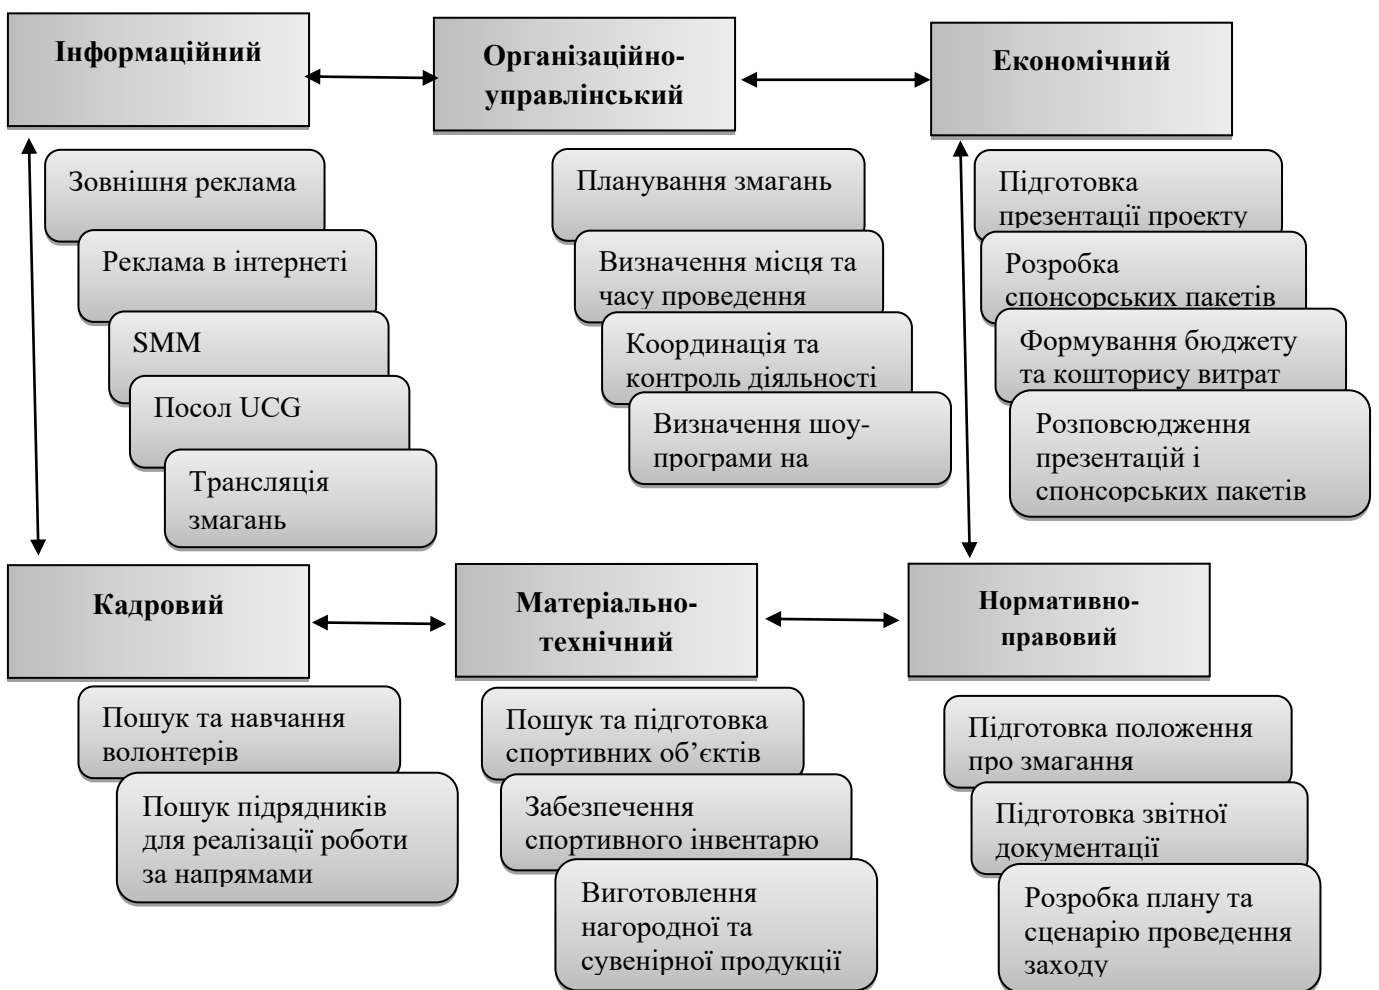 Інформаційний
Організаційно-
управлінський
Економічний
Зовнішня реклама
Реклама в інтернеті
SMM
Посол UCG
Трансляція
змагань
Планування змагань
Визначення місця та
часу проведення
Координація та
контроль діяльності
Визначення шоу-
програми на
Підготовка
презентації проекту
Розробка
спонсорських пакетів
Формування бюджету
та кошторису витрат
Розповсюдження
презентацій і
спонсорських пакетів
Кадровий
Матеріально-
технічний
Нормативно-
правовий
Пошук та навчання
волонтерів
Пошук підрядників
для реалізації роботи
за напрямами
Пошук та підготовка
спортивних об’єктів
Забезпечення
спортивного інвентарю
Виготовлення
нагородної та
сувенірної продукції
Підготовка положення
про змагання
Підготовка звітної
документації
Розробка плану та
сценарію проведення
заходу